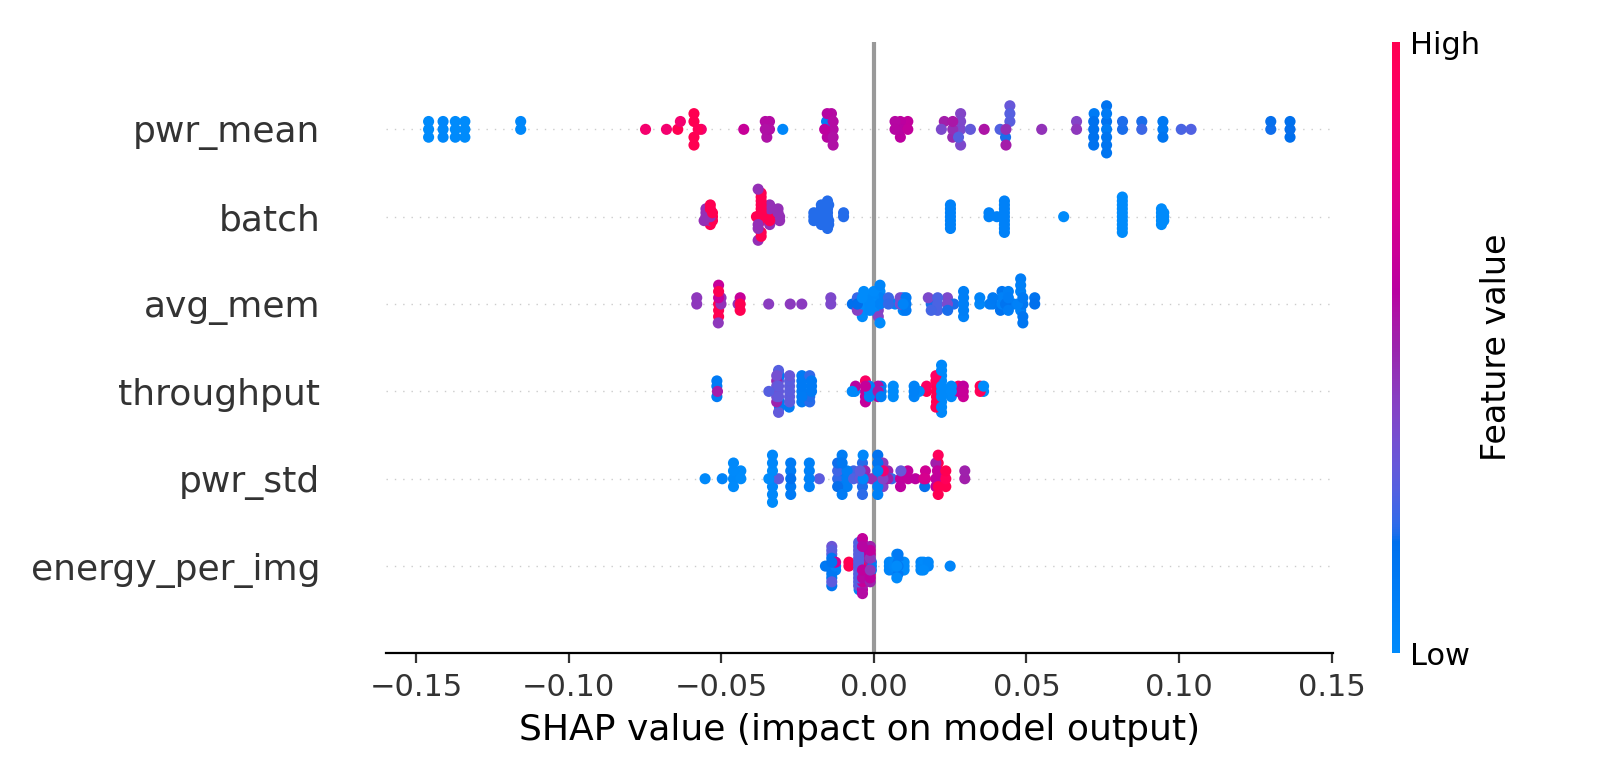 High
pwr_mean
batch
avg_mem
throughput
pwr_std
energy_per_img
Feature value
Low
−0.15 −0.10 −0.05 0.00 0.05 0.10 0.15
SHAP value (impact on model output)